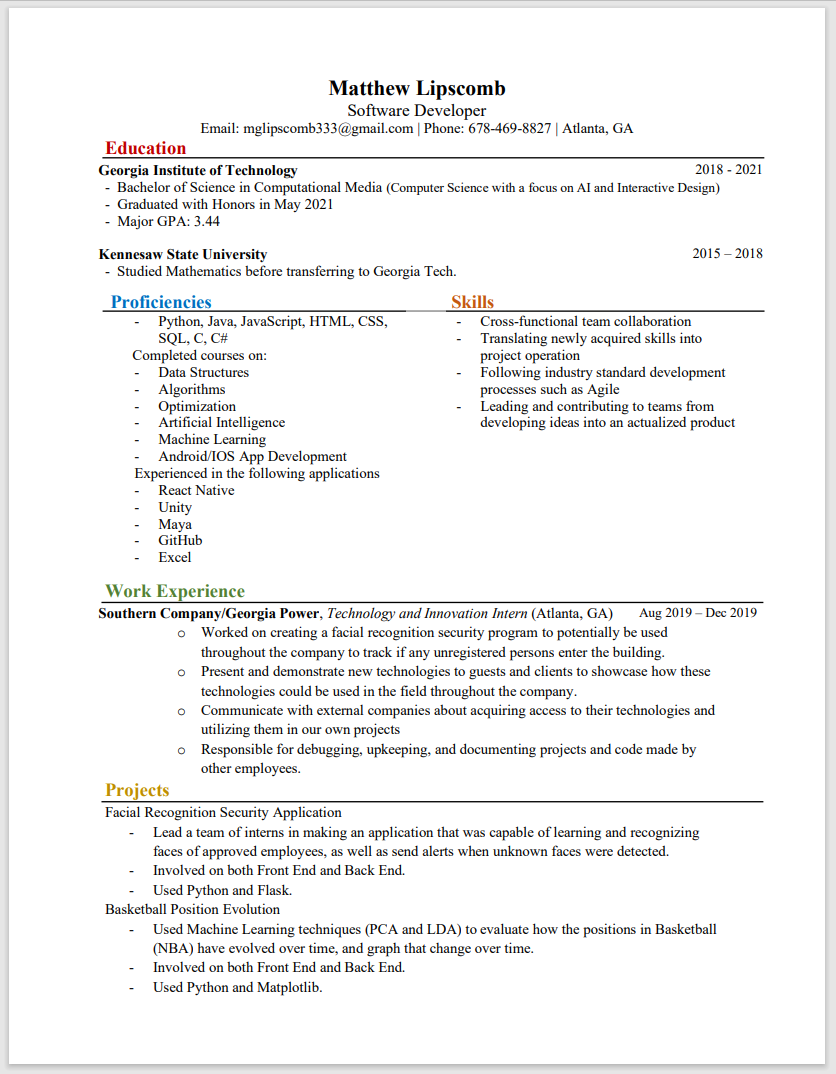 Matthew Lipscomb
Software Developer
Email: mglipscomb333@gmail.com | Phone: 678-469-8827 | Atlanta, GA
Education
Georgia Institute of Technology 2018 - 2021
- Bachelor of Science in Computational Media (Computer Science with a focus on AI and Interactive Design)
- Graduated with Honors in May 2021
- Major GPA: 3.44
Kennesaw State University 2015 – 2018
- Studied Mathematics before transferring to Georgia Tech.
Proficiencies
- Python, Java, JavaScript, HTML, CSS,
SQL, C, C#
Completed courses on:
- Data Structures
- Algorithms
- Optimization
- Artificial Intelligence
- Machine Learning
- Android/IOS App Development
Experienced in the following applications
- React Native
- Unity
- Maya
- GitHub
- Excel
Skills
- Cross-functional team collaboration
- Translating newly acquired skills into
project operation
- Following industry standard development
processes such as Agile
- Leading and contributing to teams from
developing ideas into an actualized product
Work Experience
Southern Company/Georgia Power, Technology and Innovation Intern (Atlanta, GA) Aug 2019 – Dec 2019
o Worked on creating a facial recognition security program to potentially be used
throughout the company to track if any unregistered persons enter the building.
o Present and demonstrate new technologies to guests and clients to showcase how these
technologies could be used in the field throughout the company.
o Communicate with external companies about acquiring access to their technologies and
utilizing them in our own projects
o Responsible for debugging, upkeeping, and documenting projects and code made by
other employees.
Projects
Facial Recognition Security Application
- Lead a team of interns in making an application that was capable of learning and recognizing
faces of approved employees, as well as send alerts when unknown faces were detected.
- Involved on both Front End and Back End.
- Used Python and Flask.
Basketball Position Evolution
- Used Machine Learning techniques (PCA and LDA) to evaluate how the positions in Basketball
(NBA) have evolved over time, and graph that change over time.
- Involved on both Front End and Back End.
- Used Python and Matplotlib.